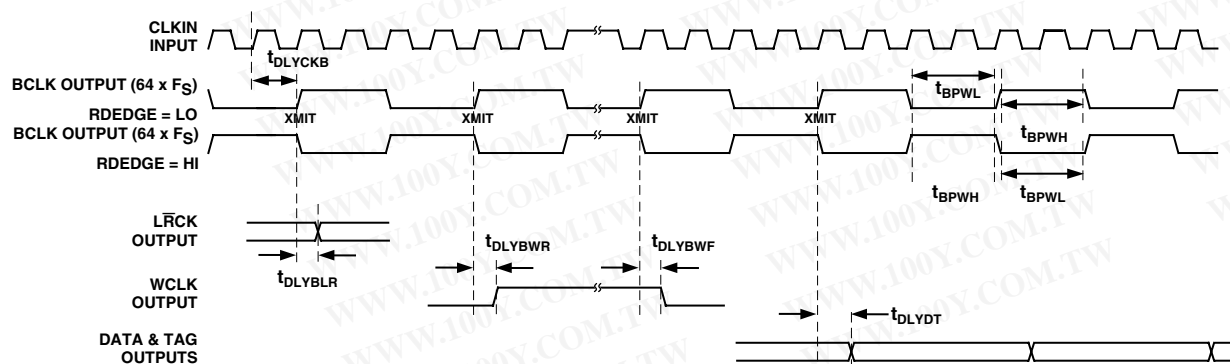 CLKIN
INPUT
tDLYCKB
BCLK OUTPUT (64 x FS)
RDEDGE = LO
tBPWL
XMIT XMIT XMIT XMIT
BCLK OUTPUT (64 x FS)
RDEDGE = HI
tBPWH
tBPWH tBPWL
LRCK
OUTPUT
tDLYBLR
tDLYBWR tDLYBWF
WCLK
OUTPUT
tDLYDT
DATA & TAG
OUTPUTS
WWW.100Y.COM.TW